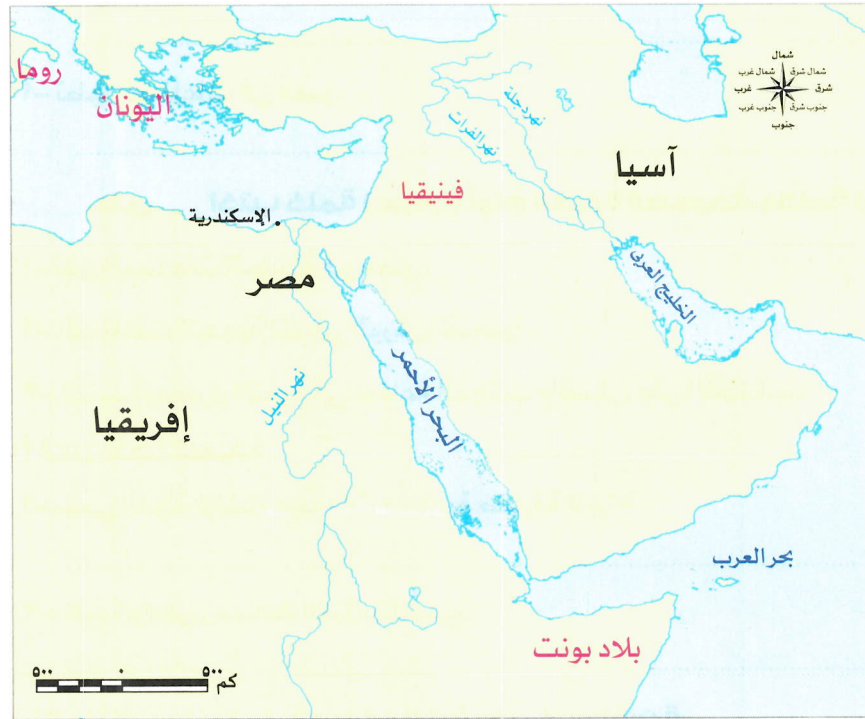 شمال
شمال غرب
شمال شرق
غرب
شرق
جنوب غرب
جنوب شرق
جنوب
روما
اليونان
نهر دجلة
نهر الفرات
آسيا
فينيقيا
الإسكندرية
مصر
الخليج العربي
نهر النيل
البحر الأحمر
إفريقيا
بحر العرب
بلاد بونت
٥٠٠ ٠ ٥٠٠
كم